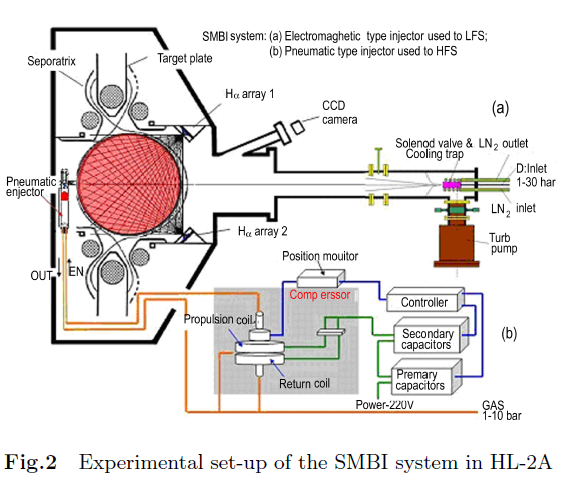 SMBI system: (a) Electromaghetic type injector used to LFS;
(b) Pneumatic type injector used to HFS
Seporatrix
Target plate
Hα array 1
CCD
camera
(a)
Solenod valve & LN2 outlet
Cooling trap
D:Inlet
1-30 bar
LN2 inlet
Pneumatic
enjector
Hα array 2
Turb
pump
OUT
EN
Position mouitor
Comp erssor
Controller
Propulsion coil
(b)
Secondary
capacitors
Return coil
Premary
capacitors
Power-220V
GAS
1-10 bar
Fig.2 Experimental set-up of the SMBI system in HL-2A